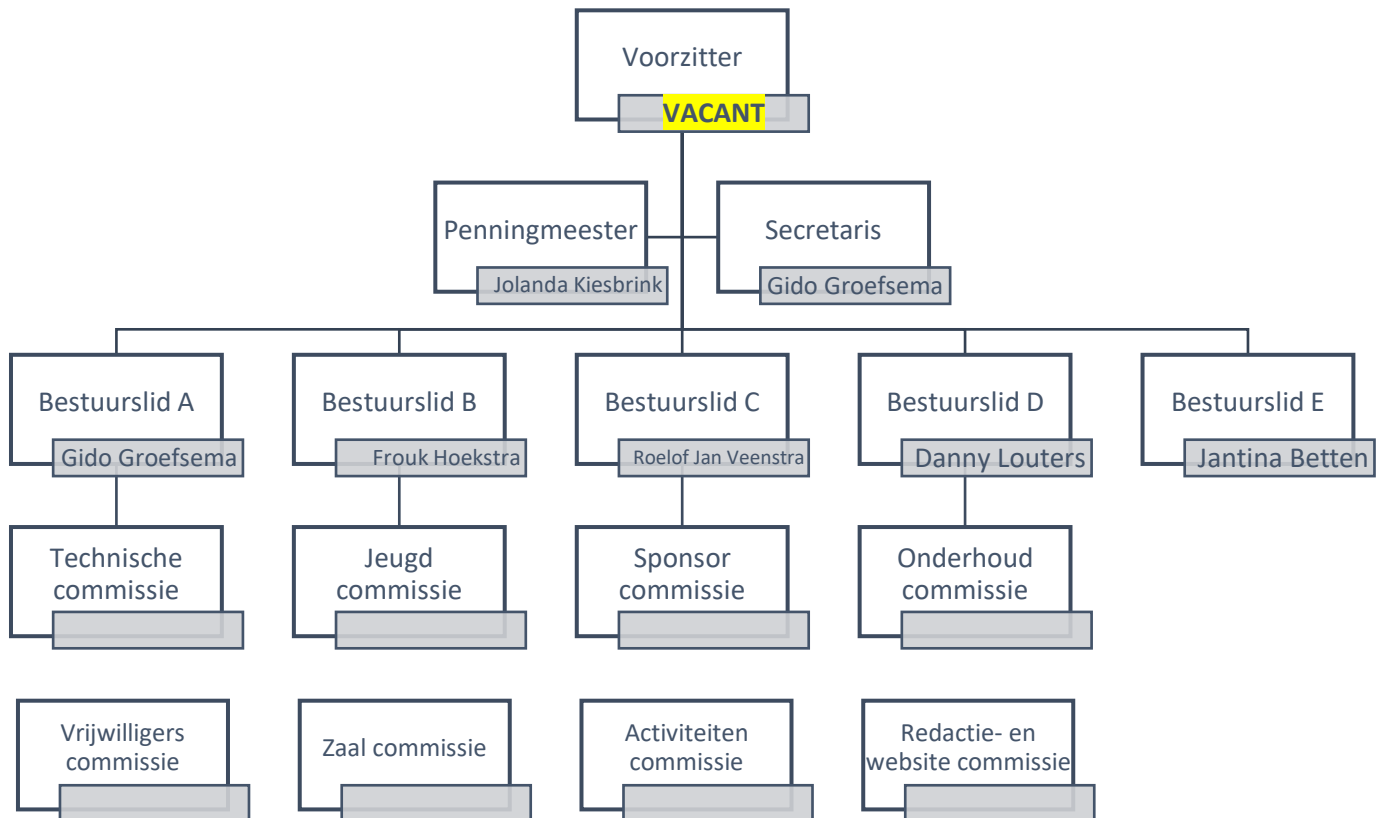 Voorzitter
VACANT
Penningmeester
Jolanda Kiesbrink
Secretaris
Gido Groefsema
Bestuurslid A
Gido Groefsema
Bestuurslid B
Frouk Hoekstra
Bestuurslid C
Roelof Jan Veenstra
Bestuurslid D
Danny Louters
Bestuurslid E
Jantina Betten
Technische
commissie
Jeugd
commissie
Sponsor
commissie
Onderhoud
commissie
Vrijwilligers
commissie
Zaal commissie
Activiteiten
commissie
Redactie- en
website commissie